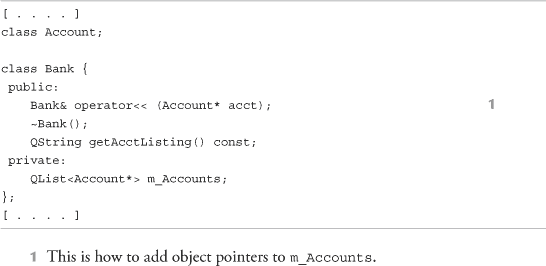 [ . . . . ]
class Account;
class Bank {
 public:
    Bank& operator<< (Account* acct); 1
    ~Bank();
    QString getAcctListing() const;
 private:
    QList<Account*> m_Accounts;
};
[ . . . . ]
1 This is how to add object pointers to m_Accounts.